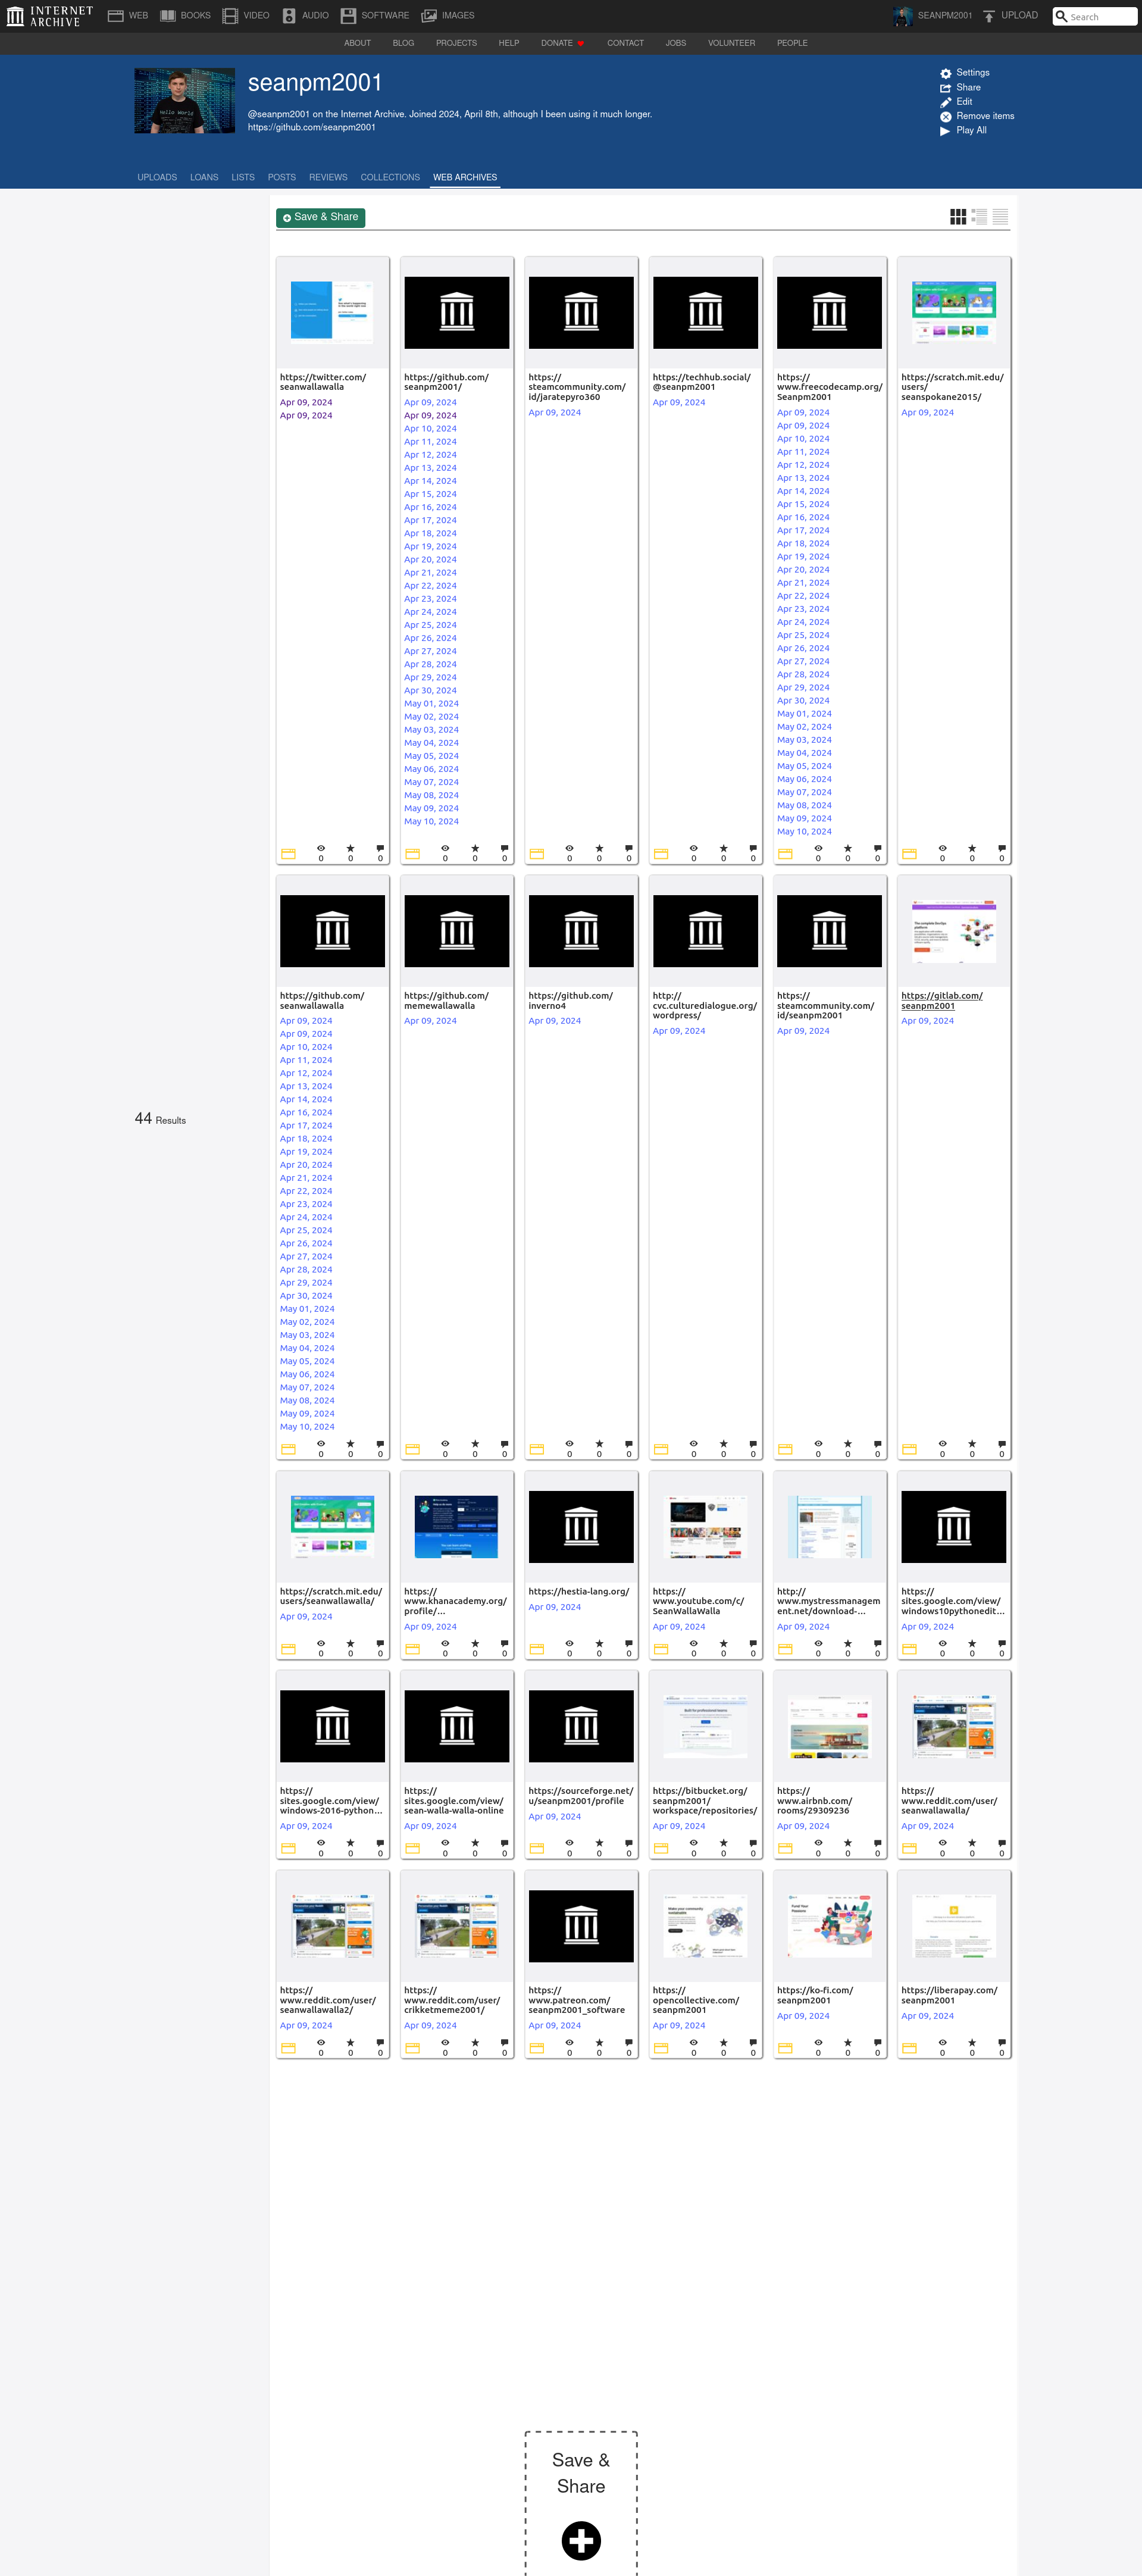 INTERNET ARCHIVE
WEB BOOKS VIDEO AUDIO SOFTWARE IMAGES SEANPM2001 UPLOAD Search
ABOUT BLOG PROJECTS HELP DONATE CONTACT JOBS VOLUNTEER PEOPLE
seanpm2001
@seanpm2001 on the Internet Archive. Joined 2024, April 8th, although I been using it much longer.
https://github.com/seanpm2001
Settings
Share
Edit
Remove items
Play All
UPLOADS LOANS LISTS POSTS REVIEWS COLLECTIONS WEB ARCHIVES
44 Results
Save & Share
https://twitter.com/
seanwallawalla
Apr 09, 2024
Apr 09, 2024
0 0 0
https://github.com/
seanpm2001/
Apr 09, 2024
Apr 09, 2024
Apr 10, 2024
Apr 11, 2024
Apr 12, 2024
Apr 13, 2024
Apr 14, 2024
Apr 15, 2024
Apr 16, 2024
Apr 17, 2024
Apr 18, 2024
Apr 19, 2024
Apr 20, 2024
Apr 21, 2024
Apr 22, 2024
Apr 23, 2024
Apr 24, 2024
Apr 25, 2024
Apr 26, 2024
Apr 27, 2024
Apr 28, 2024
Apr 29, 2024
Apr 30, 2024
May 01, 2024
May 02, 2024
May 03, 2024
May 04, 2024
May 05, 2024
May 06, 2024
May 07, 2024
May 08, 2024
May 09, 2024
May 10, 2024
0 0 0
https://
steamcommunity.com/
id/jaratepyro360
Apr 09, 2024
0 0 0
https://techhub.social/
@seanpm2001
Apr 09, 2024
0 0 0
https://
www.freecodecamp.org/
Seanpm2001
Apr 09, 2024
Apr 09, 2024
Apr 10, 2024
Apr 11, 2024
Apr 12, 2024
Apr 13, 2024
Apr 14, 2024
Apr 15, 2024
Apr 16, 2024
Apr 17, 2024
Apr 18, 2024
Apr 19, 2024
Apr 20, 2024
Apr 21, 2024
Apr 22, 2024
Apr 23, 2024
Apr 24, 2024
Apr 25, 2024
Apr 26, 2024
Apr 27, 2024
Apr 28, 2024
Apr 29, 2024
Apr 30, 2024
May 01, 2024
May 02, 2024
May 03, 2024
May 04, 2024
May 05, 2024
May 06, 2024
May 07, 2024
May 08, 2024
May 09, 2024
May 10, 2024
0 0 0
https://scratch.mit.edu/
users/
seanspokane2015/
Apr 09, 2024
0 0 0
https://github.com/
seanwallawalla
Apr 09, 2024
Apr 09, 2024
Apr 10, 2024
Apr 11, 2024
Apr 12, 2024
Apr 13, 2024
Apr 14, 2024
Apr 16, 2024
Apr 17, 2024
Apr 18, 2024
Apr 19, 2024
Apr 20, 2024
Apr 21, 2024
Apr 22, 2024
Apr 23, 2024
Apr 24, 2024
Apr 25, 2024
Apr 26, 2024
Apr 27, 2024
Apr 28, 2024
Apr 29, 2024
Apr 30, 2024
May 01, 2024
May 02, 2024
May 03, 2024
May 04, 2024
May 05, 2024
May 06, 2024
May 07, 2024
May 08, 2024
May 09, 2024
May 10, 2024
0 0 0
https://github.com/
memewallawalla
Apr 09, 2024
0 0 0
https://github.com/
inverno4
Apr 09, 2024
0 0 0
http://
cvc.culturedialogue.org/
wordpress/
Apr 09, 2024
0 0 0
https://
steamcommunity.com/
id/seanpm2001
Apr 09, 2024
0 0 0
https://gitlab.com/
seanpm2001
Apr 09, 2024
0 0 0
https://scratch.mit.edu/
users/seanwallawalla/
Apr 09, 2024
0 0 0
https://
www.khanacademy.org/
profile/...
Apr 09, 2024
0 0 0
https://hestia-lang.org/
Apr 09, 2024
0 0 0
https://
www.youtube.com/c/
SeanWallaWalla
Apr 09, 2024
0 0 0
http://
www.mystressmanagem
ent.net/download-...
Apr 09, 2024
0 0 0
https://
sites.google.com/view/
windows10pythonedit...
Apr 09, 2024
0 0 0
https://
sites.google.com/view/
windows-2016-python...
Apr 09, 2024
0 0 0
https://
sites.google.com/view/
sean-walla-walla-online
Apr 09, 2024
0 0 0
https://sourceforge.net/
u/seanpm2001/profile
Apr 09, 2024
0 0 0
https://bitbucket.org/
seanpm2001/
workspace/repositories/
Apr 09, 2024
0 0 0
https://
www.airbnb.com/
rooms/29309236
Apr 09, 2024
0 0 0
https://
www.reddit.com/user/
seanwallawalla/
Apr 09, 2024
0 0 0
https://
www.reddit.com/user/
seanwallawalla2/
Apr 09, 2024
0 0 0
https://
www.reddit.com/user/
crikketmeme2001/
Apr 09, 2024
0 0 0
https://
www.patreon.com/
seanpm2001_software
Apr 09, 2024
0 0 0
https://
opencollective.com/
seanpm2001
Apr 09, 2024
0 0 0
https://ko-fi.com/
seanpm2001
Apr 09, 2024
0 0 0
https://liberapay.com/
seanpm2001
Apr 09, 2024
0 0 0
Save &
Share